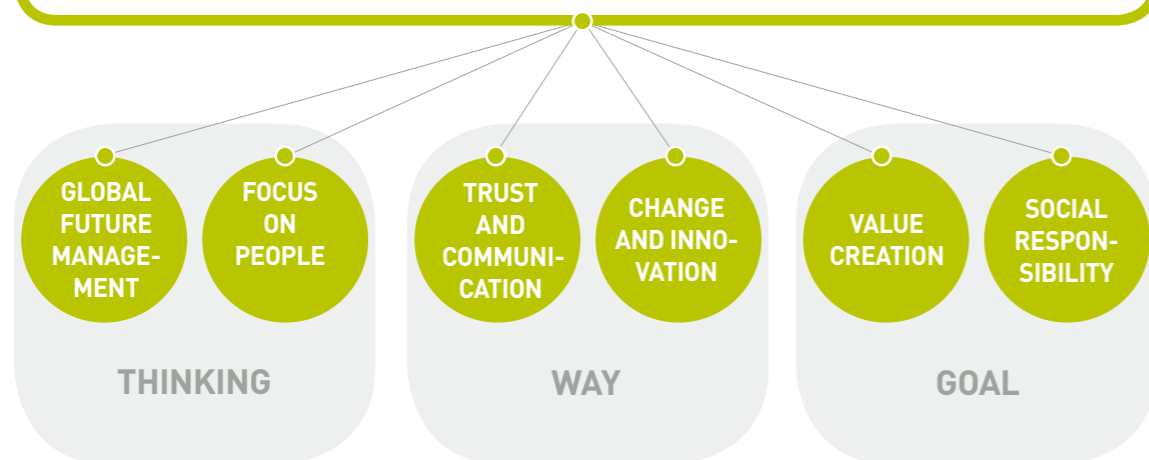 GLOBAL
FUTURE
MANAGE-
MENT
FOCUS
ON
PEOPLE
TRUST
AND
COMMUNI-
CATION
CHANGE
AND INNO-
VATION
VALUE
CREATION
SOCIAL
RESPON-
SIBILITY
THINKING
WAY
GOAL